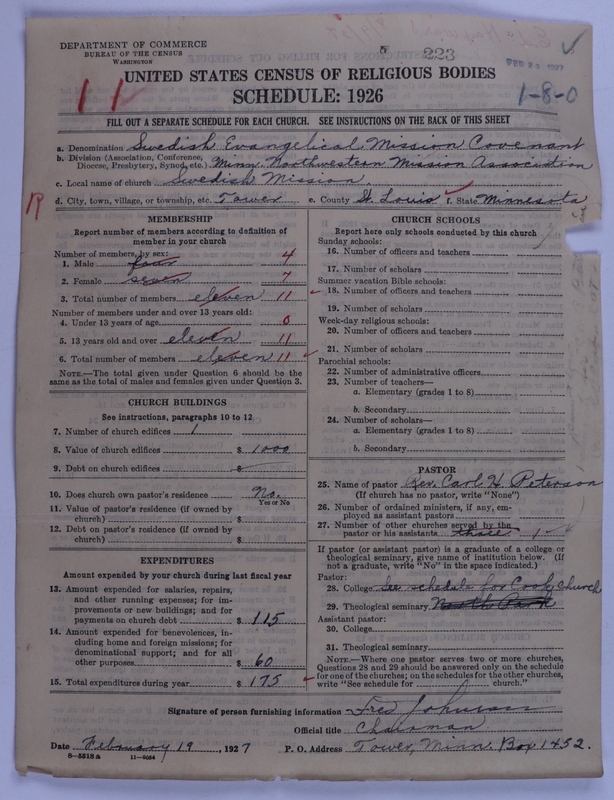 DEPARTMENT OF COMMERCE
BUREAU OF THE CENSUS
WASHINGTON
223
1-8-0
11
UNITED STATES CENSUS OF RELIGIOUS BODIES
SCHEDULE: 1926
FILL OUT A SEPARATE SCHEDULE FOR EACH CHURCH. SEE INSTRUCTIONS ON THE BACK OF THIS SHEET
a. Denomination Swedish Evangelical Mission Covenant
b. Division (Association, Conference, Diocese, Presbytery, Synod, etc.) Minn. Northwestern Mission Association
c. Local name of church Swedish Mission
R d. City, town, village, or township, etc. Tower e. County St. Louis f. State Minnesota
MEMBERSHIP
Report number of members according to definition of
member in your church
Number of members, by sex:
1. Male four 4
2. Female seven 7
3. Total number of members eleven 11
Number of members under and over 13 years old:
4. Under 13 years of age 0
5. 13 years old and over eleven 11
6. Total number of members eleven 11
NOTE.—The total given under Question 6 should be
same as the total of males and females given under Question 3.
CHURCH BUILDINGS
See instructions, paragraphs 10 to 12
7. Number of church edifices 1
8. Value of church edifices $ 1000
9. Debt on church edifices $
10. Does church own pastor's residence No.
Yes or No
11. Value of pastor's residence (if owned by
church) $
12. Debt on pastor's residence (if owned by
church) $
EXPENDITURES
Amount expended by your church during last fiscal year
13. Amount expended for salaries, repairs,
and other running expenses; for im-
provements or new buildings; and for
payments on church debt $ 115
14. Amount expended for benevolences, in-
cluding home and foreign missions; for
denominational support; and for all
other purposes $ 60
15. Total expenditures during year $ 175
CHURCH SCHOOLS
Report here only schools conducted by this church
Sunday schools:
16. Number of officers and teachers
17. Number of scholars
Summer vacation Bible schools:
18. Number of officers and teachers
19. Number of scholars
Week-day religious schools:
20. Number of officers and teachers
21. Number of scholars
Parochial schools:
22. Number of administrative officers
23. Number of teachers—
a. Elementary (grades 1 to 8)
b. Secondary
24. Number of scholars—
a. Elementary (grades 1 to 8)
b. Secondary
PASTOR
25. Name of pastor Rev. Carl H. Peterson
(If church has no pastor, write "None")
26. Number of ordained ministers, if any, em-
ployed as assistant pastors
27. Number of other churches served by the
pastor or his assistants three 1
If pastor (or assistant pastor) is a graduate of a college or
theological seminary, give name of institution below. (If
not a graduate, write "No" in the space indicated.)
Pastor:
28. College See schedule for Cook Church
29. Theological seminary North Park
Assistant pastor:
30. College
31. Theological seminary
NOTE.—Where one pastor serves two or more churches,
Questions 28 and 29 should be answered only on the schedule
for one of the churches; on the schedules for the other churches,
write "See schedule for church."
Signature of person furnishing information Fred Johnson
Official title Chairman
Date February 19, 1927 P. O. Address Tower, Minn. Box 1452.
8-5518a 11-9054